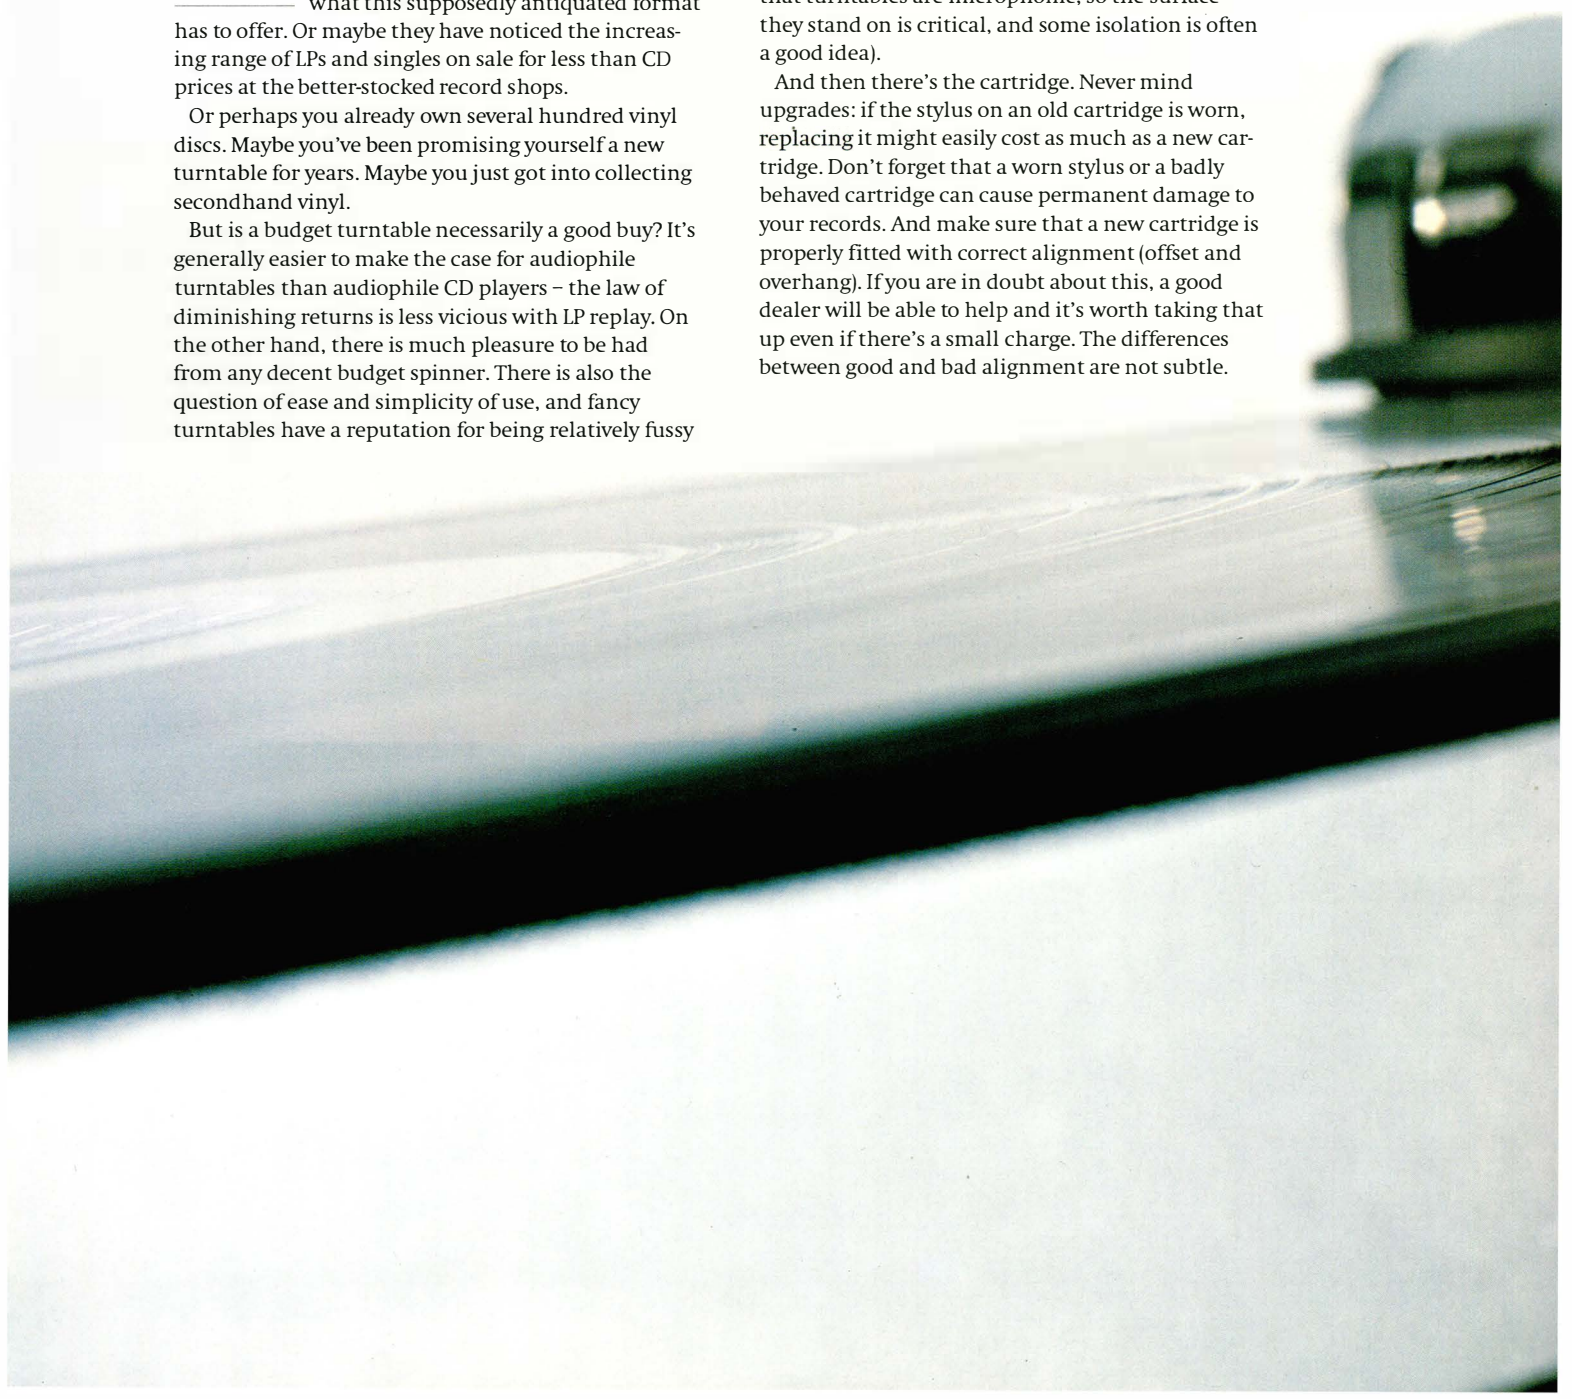 what this supposedly antiquated format
has to offer. Or maybe they have noticed the increas-
ing range of LPs and singles on sale for less than CD
prices at the better-stocked record shops.
Or perhaps you already own several hundred vinyl
discs. Maybe you've been promising yourself a new
turntable for years. Maybe you just got into collecting
secondhand vinyl.
But is a budget turntable necessarily a good buy? It's
generally easier to make the case for audiophile
turntables than audiophile CD players – the law of
diminishing returns is less vicious with LP replay. On
the other hand, there is much pleasure to be had
from any decent budget spinner. There is also the
question of ease and simplicity of use, and fancy
turntables have a reputation for being relatively fussy
that turntables are microphonic, so the surface
they stand on is critical, and some isolation is often
a good idea).
And then there's the cartridge. Never mind
upgrades: if the stylus on an old cartridge is worn,
replacing it might easily cost as much as a new car-
tridge. Don't forget that a worn stylus or a badly
behaved cartridge can cause permanent damage to
your records. And make sure that a new cartridge is
properly fitted with correct alignment (offset and
overhang). If you are in doubt about this, a good
dealer will be able to help and it's worth taking that
up even if there's a small charge. The differences
between good and bad alignment are not subtle.